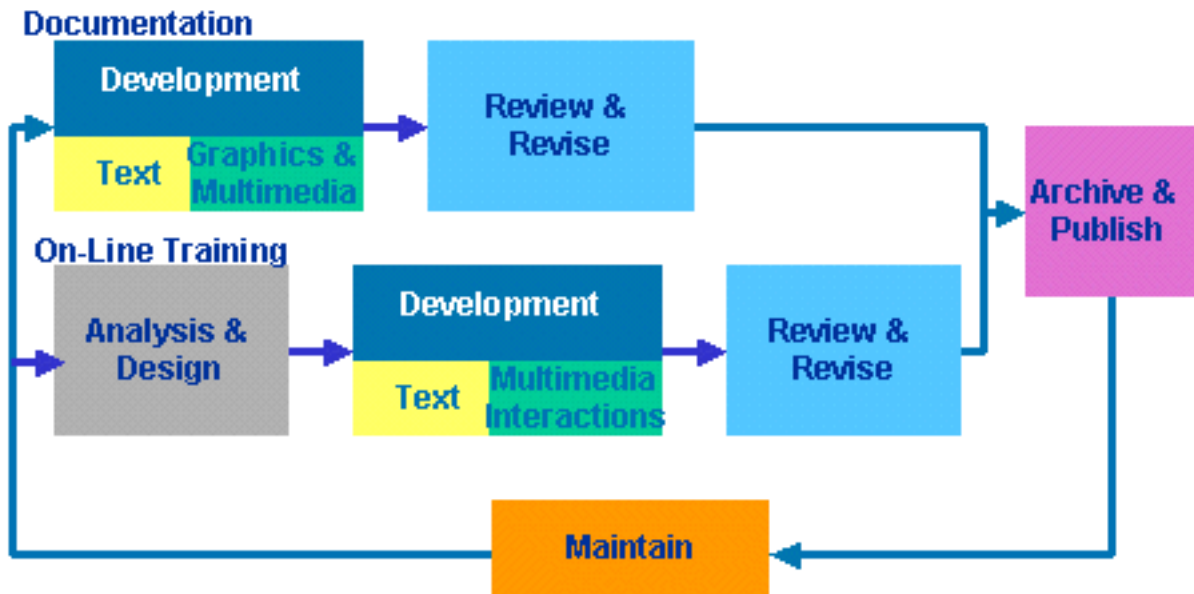 Documentation
Development
Text
Graphics &
Multimedia
Review &
Revise
Archive &
Publish
On-Line Training
Analysis &
Design
Development
Text
Multimedia
Interactions
Review &
Revise
Maintain